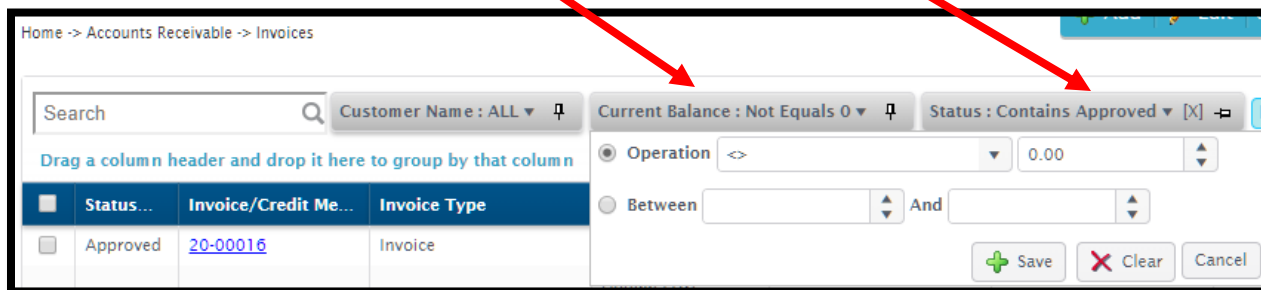 Home -> Accounts Receivable -> Invoices
Search Customer Name : ALL Current Balance : Not Equals 0 Status : Contains Approved [X]
Drag a column header and drop it here to group by that column
Operation <> 0.00
Status... Invoice/Credit Me... Invoice Type
Between And
Approved 20-00016 Invoice
Save Clear Cancel